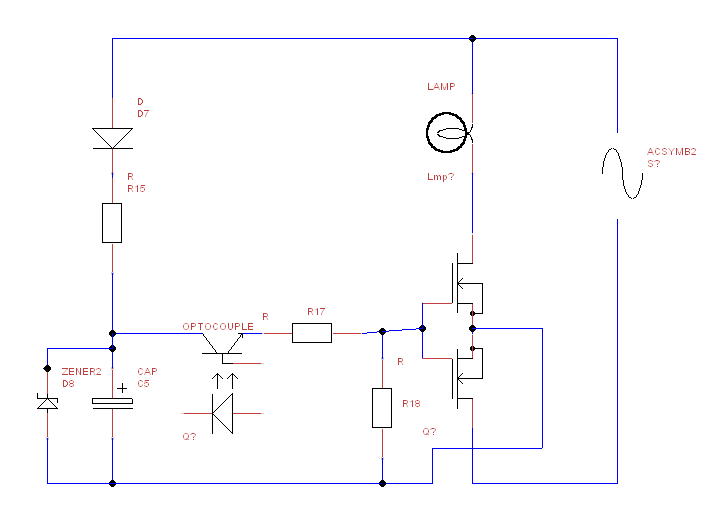 LAMP
D
D7
ACSYMB2
S?
R
R15
Lmp?
R17
R
OPTOCOUPLE
R
ZENER2
D8
CAP
C5
R18
Q?
Q?